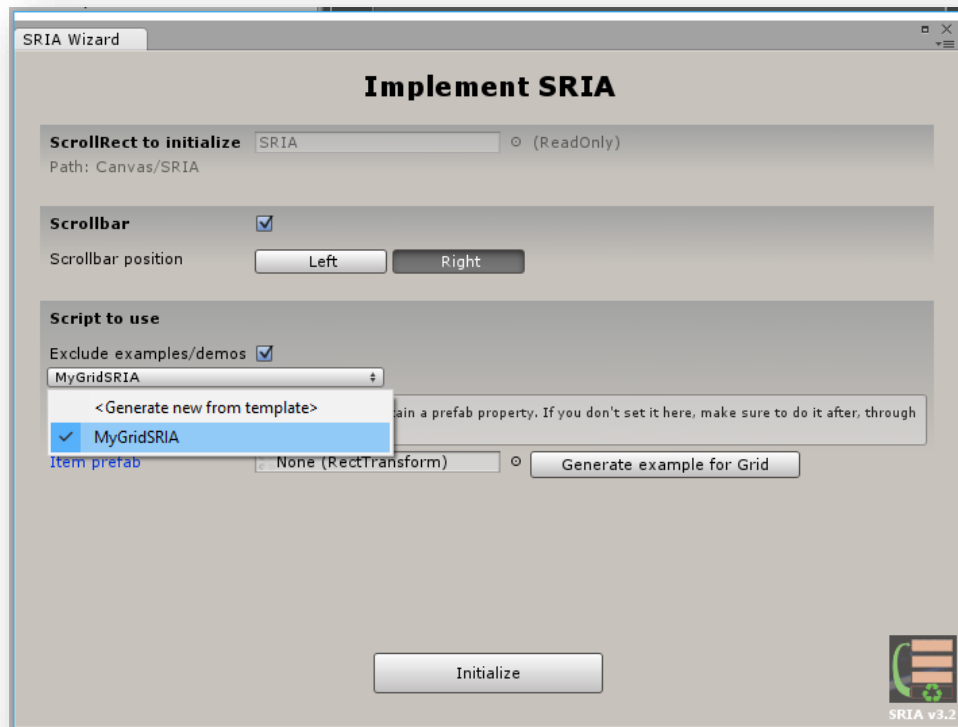 SRIA Wizard
Implement SRIA
ScrollRect to initialize SRIA (ReadOnly)
Path: Canvas/SRIA
Scrollbar
Scrollbar position Left Right
Script to use
Exclude examples/demos
MyGridSRIA
<Generate new from template>
a prefab property. If you don't set it here, make sure to do it after, through
MyGridSRIA
Item prefab None (RectTransform) Generate example for Grid
Initialize
SRIA v3.2